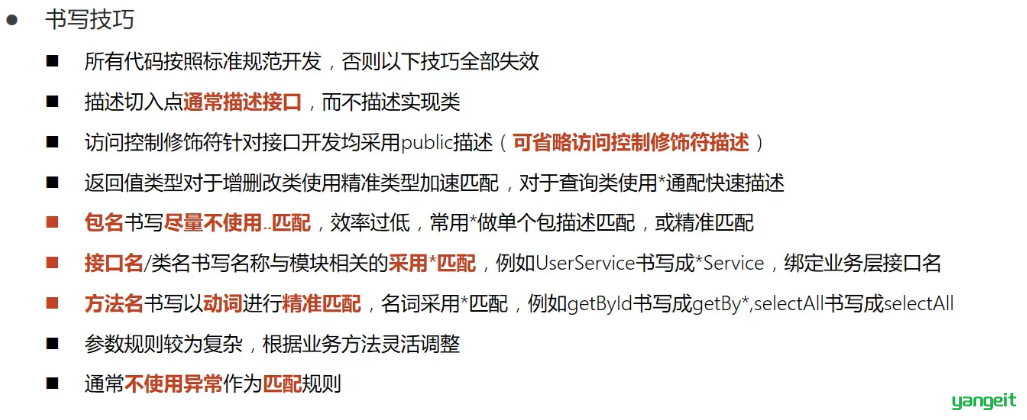 书写技巧
所有代码按照标准规范开发，否则以下技巧全部失效
描述切入点通常描述接口，而不描述实现类
访问控制修饰符针对接口开发均采用public描述（可省略访问控制修饰符描述）
返回值类型对于增删改类使用精准类型加速匹配，对于查询类使用*通配快速描述
包名书写尽量不使用..匹配，效率过低，常用*做单个包描述匹配，或精准匹配
接口名/类名书写名称与模块相关的采用*匹配，例如UserService书写成*Service，绑定业务层接口名
方法名书写以动词进行精准匹配，名词采用*匹配，例如getById书写成getBy*,selectAll书写成selectAll
参数规则较为复杂，根据业务方法灵活调整
通常不使用异常作为匹配规则
yangeit